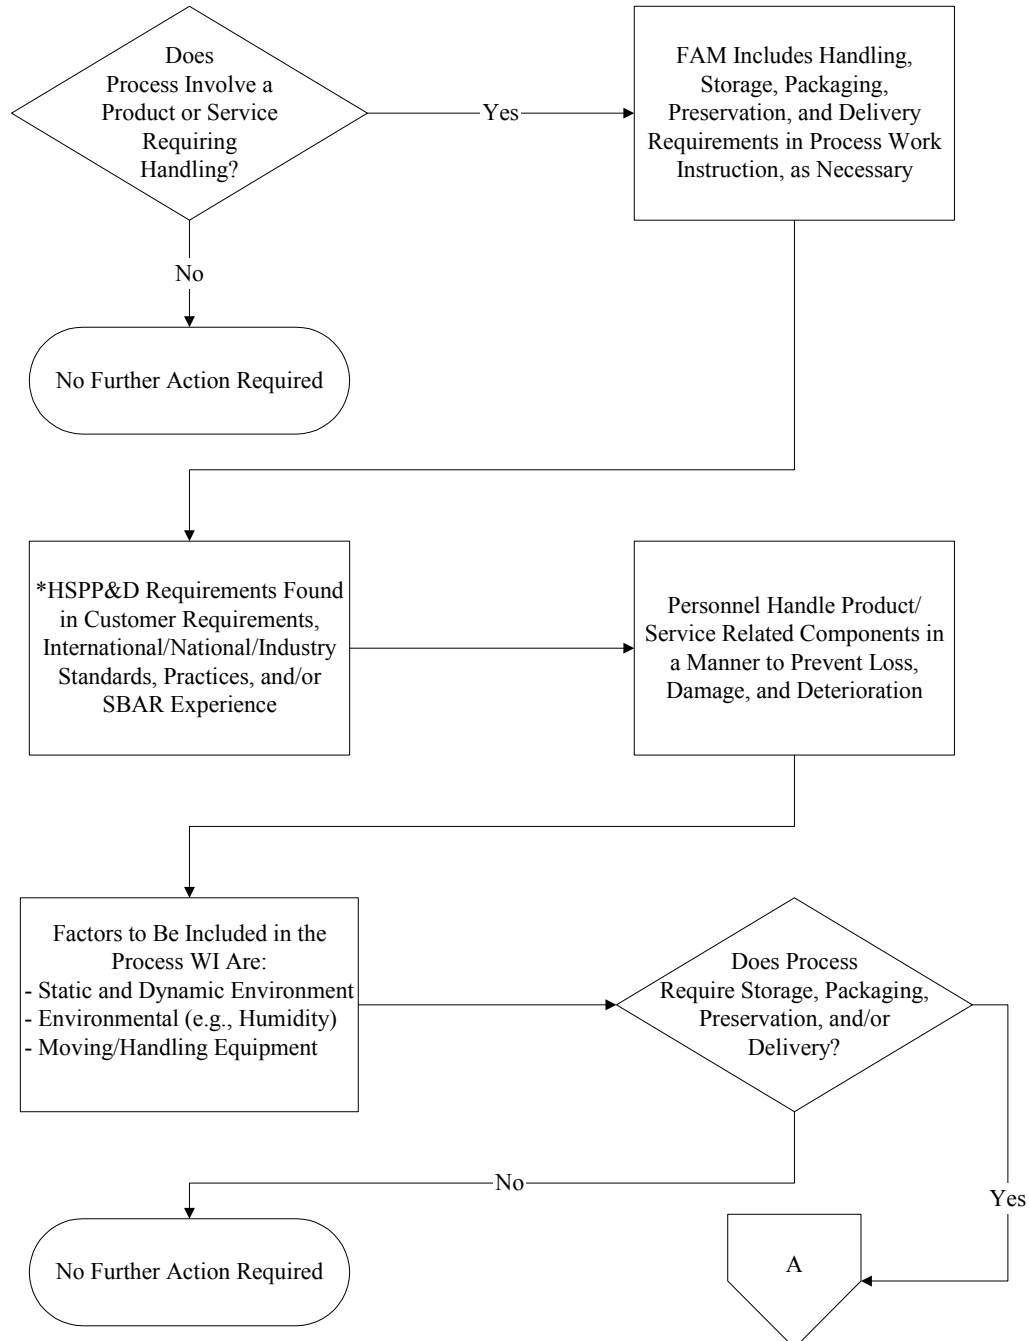 Does
Process Involve a
Product or Service
Requiring
Handling?
Yes
FAM Includes Handling,
Storage, Packaging,
Preservation, and Delivery
Requirements in Process Work
Instruction, as Necessary
No
No Further Action Required
*HSPP&D Requirements Found
in Customer Requirements,
International/National/Industry
Standards, Practices, and/or
SBAR Experience
Personnel Handle Product/
Service Related Components in
a Manner to Prevent Loss,
Damage, and Deterioration
Factors to Be Included in the
Process WI Are:
- Static and Dynamic Environment
- Environmental (e.g., Humidity)
- Moving/Handling Equipment
Does Process
Require Storage, Packaging,
Preservation, and/or
Delivery?
No
Yes
No Further Action Required
A